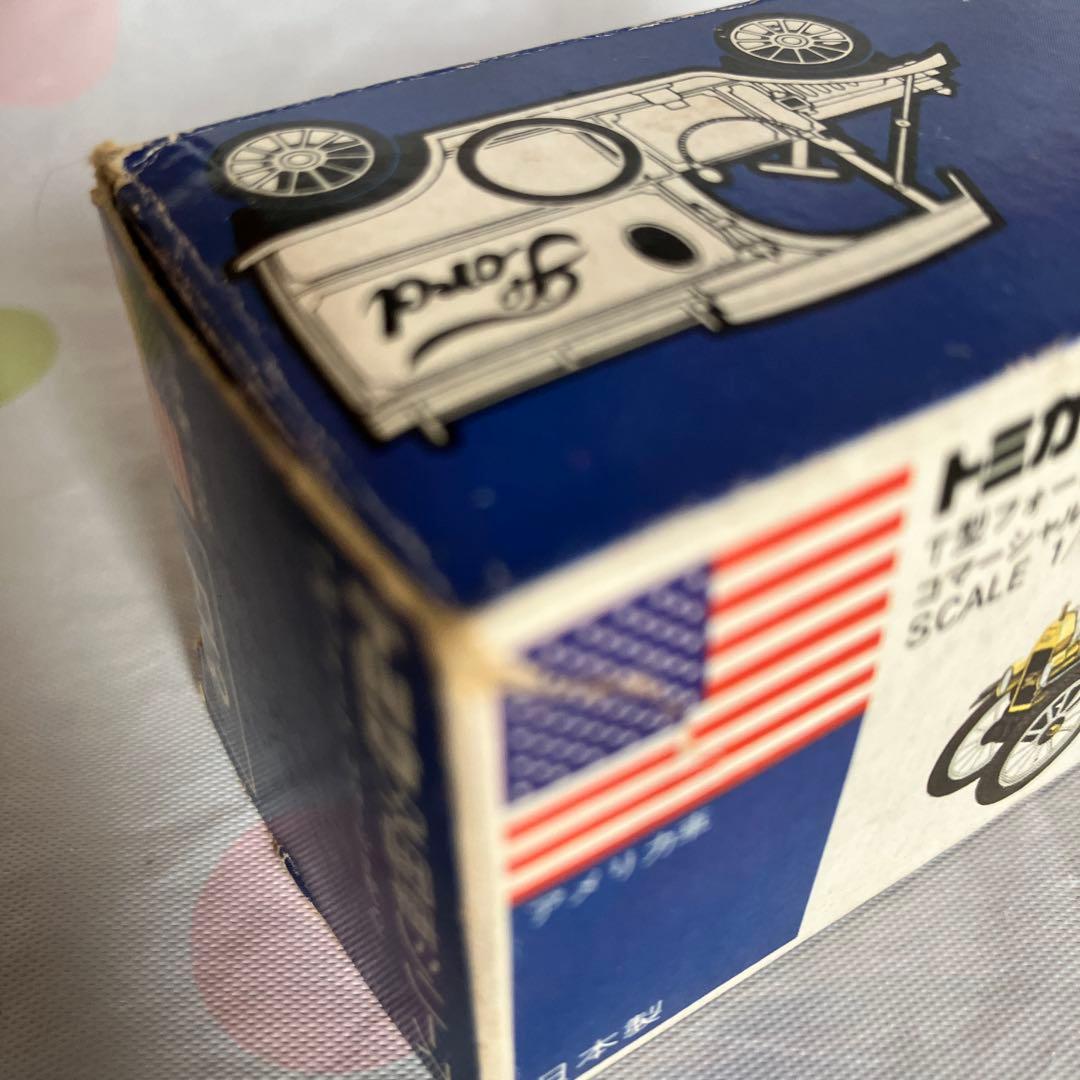 Ford
トミカ
T型フォー
コマーシャル
SCALE 1/
アメリカ車
日本製